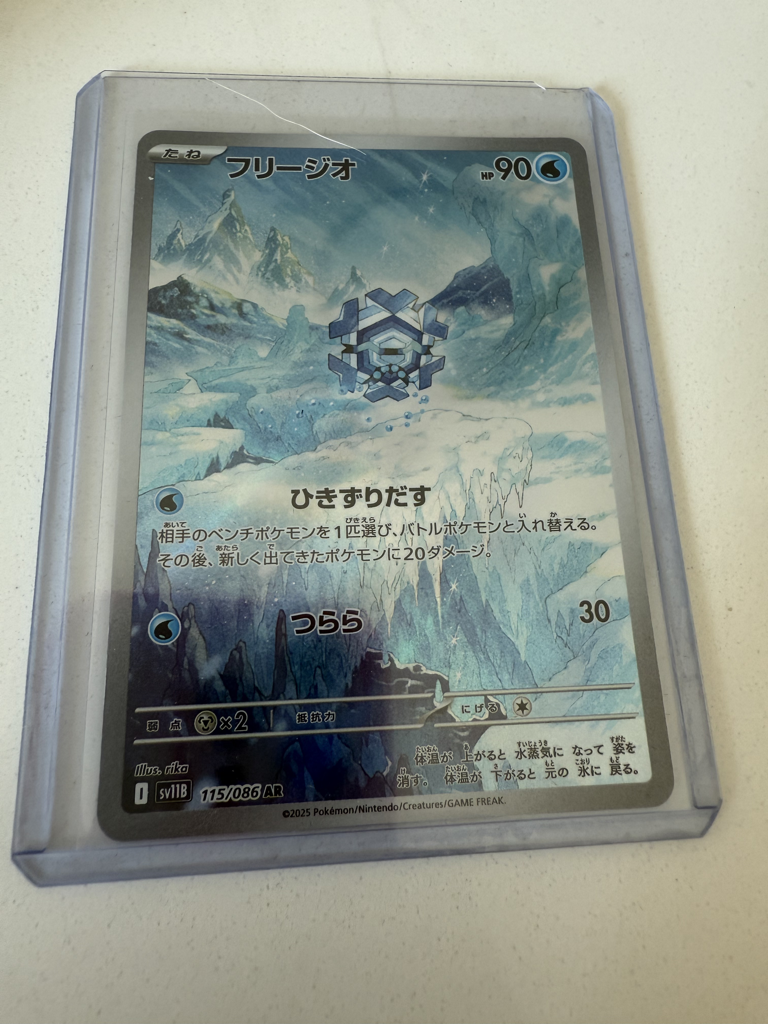 たね フリージオ HP 90
ひきずりだす
相手のベンチポケモンを1匹選び、バトルポケモンと入れ替える。
その後、新しく出てきたポケモンに20ダメージ。
つらら 30
弱点 ×2 抵抗力 にげる
体温が 上がると 水蒸気に なって 姿を
消す。 体温が 下がると 元の 氷に 戻る。
Illus. rika
I sv11B 115/086 AR
©2025 Pokémon/Nintendo/Creatures/GAME FREAK.